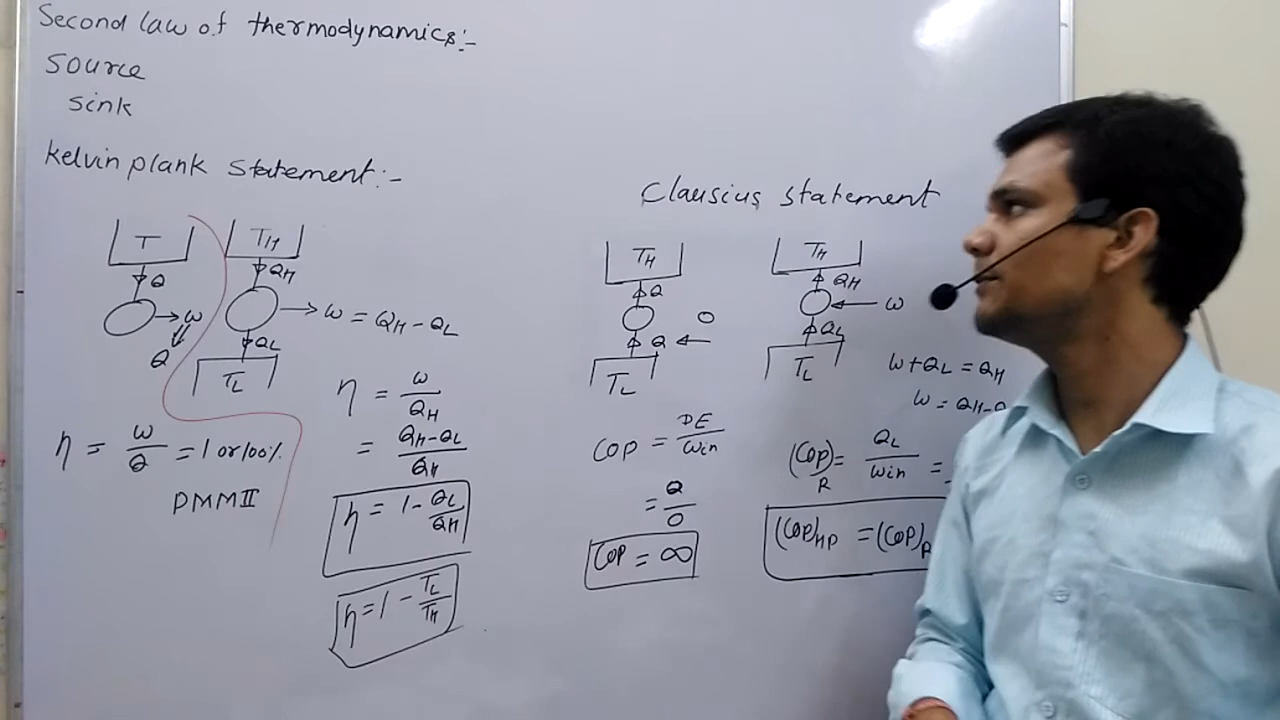 Second law of thermodynamics:-
Source
sink
Kelvin plank statement:-
T
Q
W
Q
η = W/Q = 1 or 100%
PMM II
TH
QH
W = QH - QL
QL
TL
η = W/QH
= QH-QL/QH
η = 1 - QL/QH
η = 1 - TL/TH
Clausius statement
TH
Q
O
Q
TL
COP = DE/Win
= Q/O
COP = ∞
TH
QH
W
QL
TL
W + QL = QH
W = QH -
(COP)R = QL/Win =
(COP)HP = (COP)R